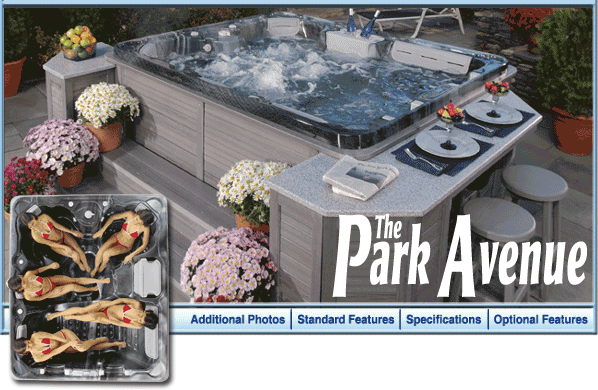 The
Park Avenue
Additional Photos | Standard Features | Specifications | Optional Features